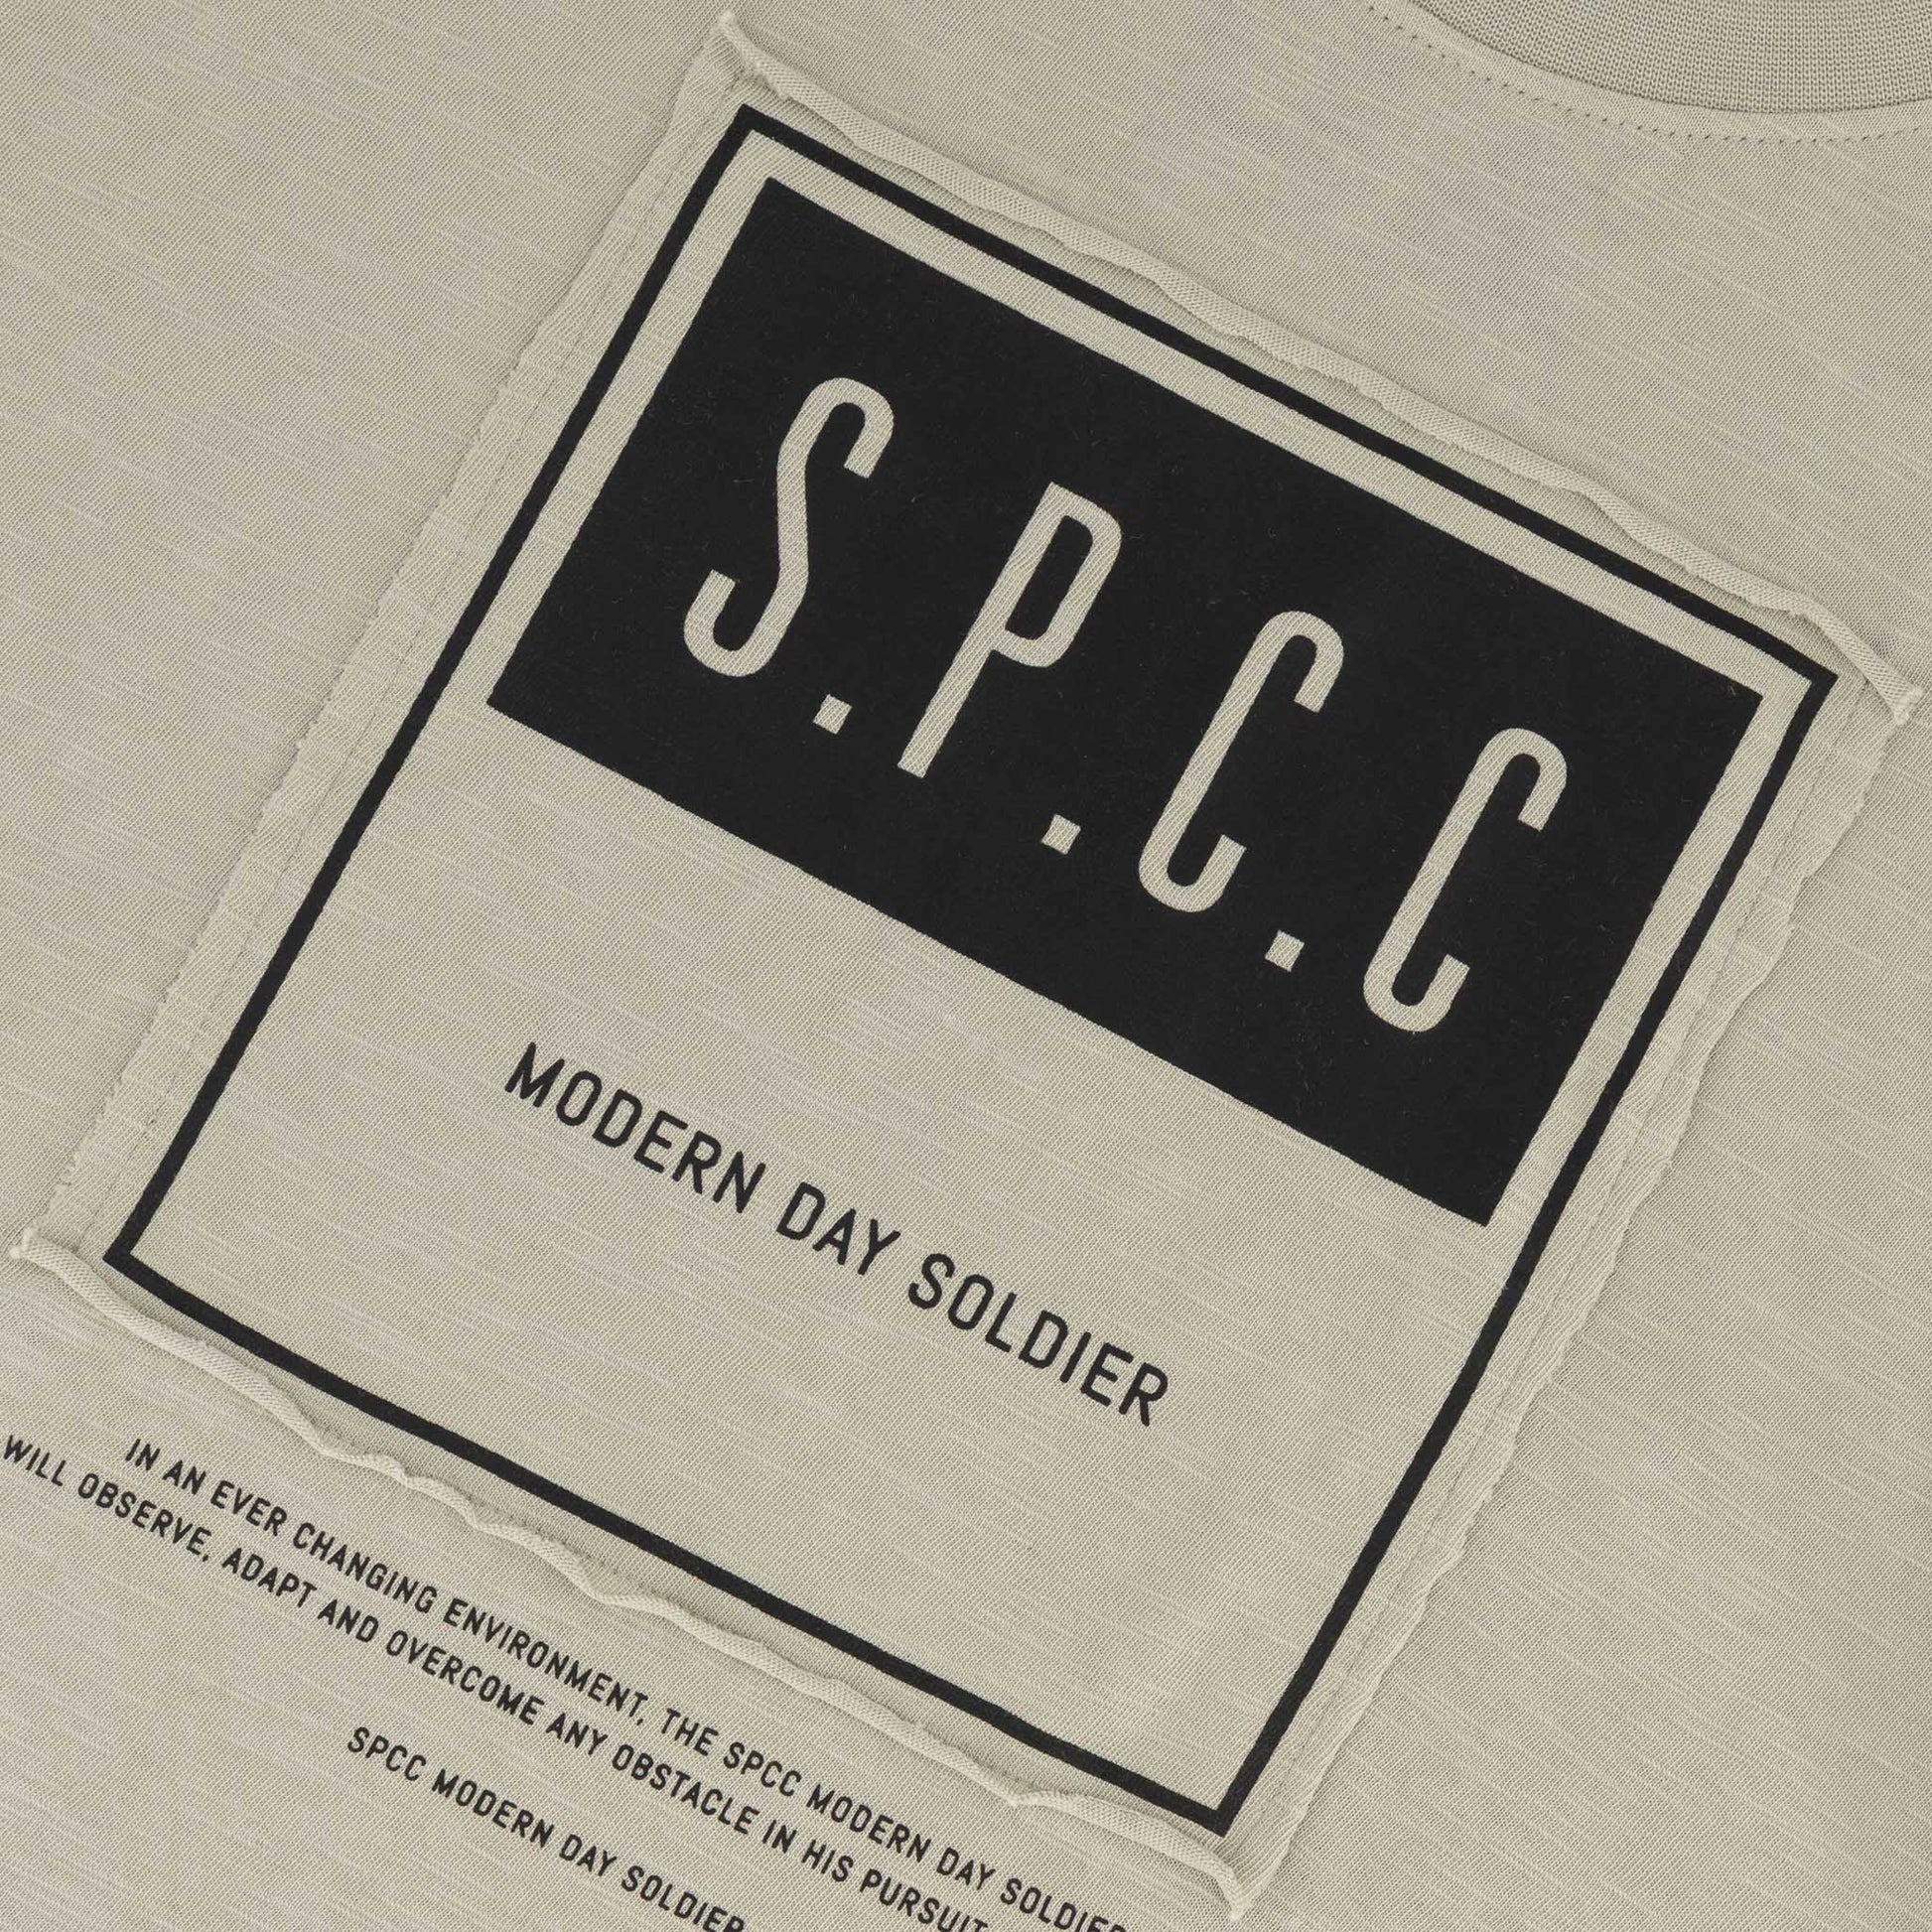 S.P.C.C
MODERN DAY SOLDIER
IN AN EVER CHANGING ENVIRONMENT, THE SPCC MODERN DAY SOLDIER
WILL OBSERVE, ADAPT AND OVERCOME ANY OBSTACLE IN HIS PURSUIT
SPCC MODERN DAY SOLDIER